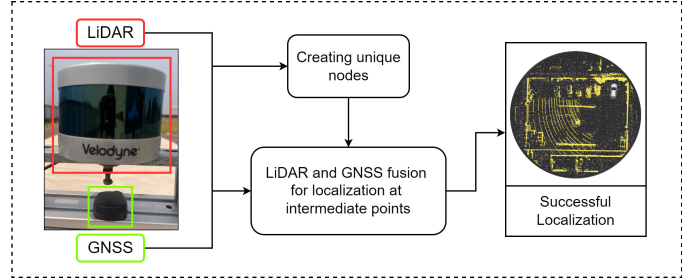 LiDAR
Velodyne
GNSS
Creating unique
nodes
LiDAR and GNSS fusion
for localization at
intermediate points
Successful
Localization